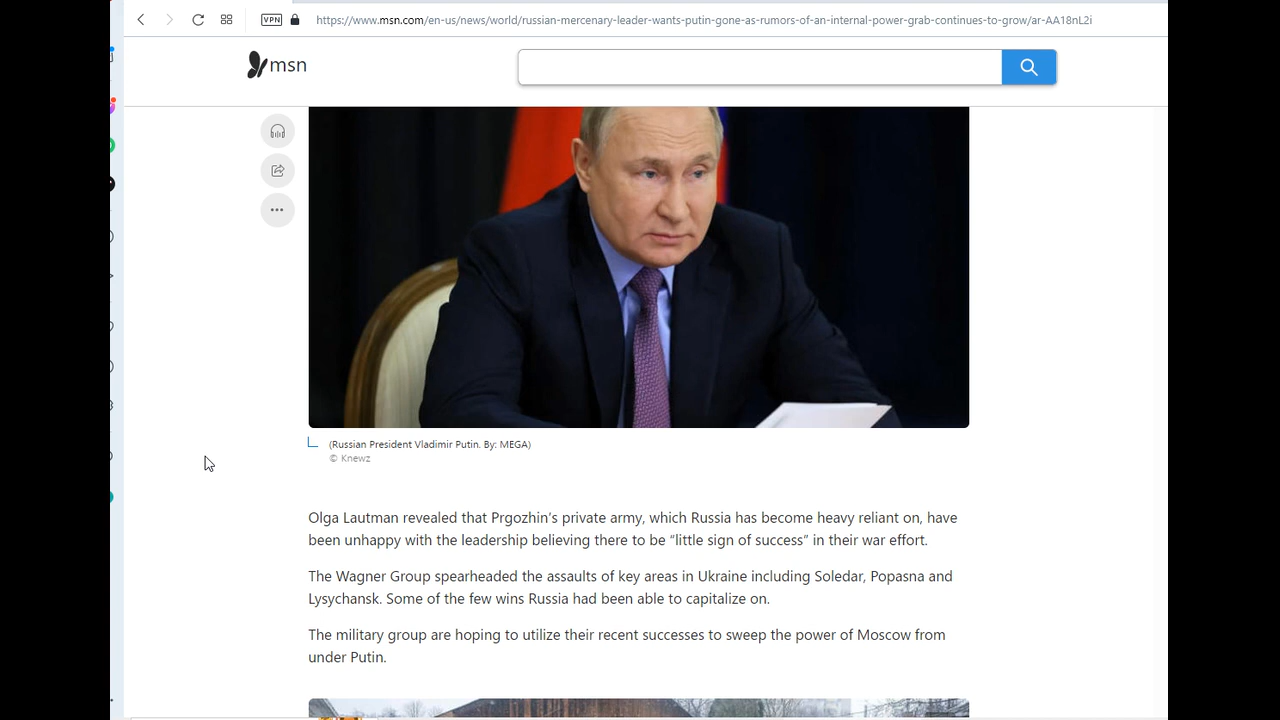 VPN
https://www.msn.com/en-us/news/world/russian-mercenary-leader-wants-putin-gone-as-rumors-of-an-internal-power-grab-continues-to-grow/ar-AA18nL2i
msn
(Russian President Vladimir Putin. By: MEGA)
© Knewz
Olga Lautman revealed that Prgozhin’s private army, which Russia has become heavy reliant on, have
been unhappy with the leadership believing there to be “little sign of success” in their war effort.
The Wagner Group spearheaded the assaults of key areas in Ukraine including Soledar, Popasna and
Lysychansk. Some of the few wins Russia had been able to capitalize on.
The military group are hoping to utilize their recent successes to sweep the power of Moscow from
under Putin.